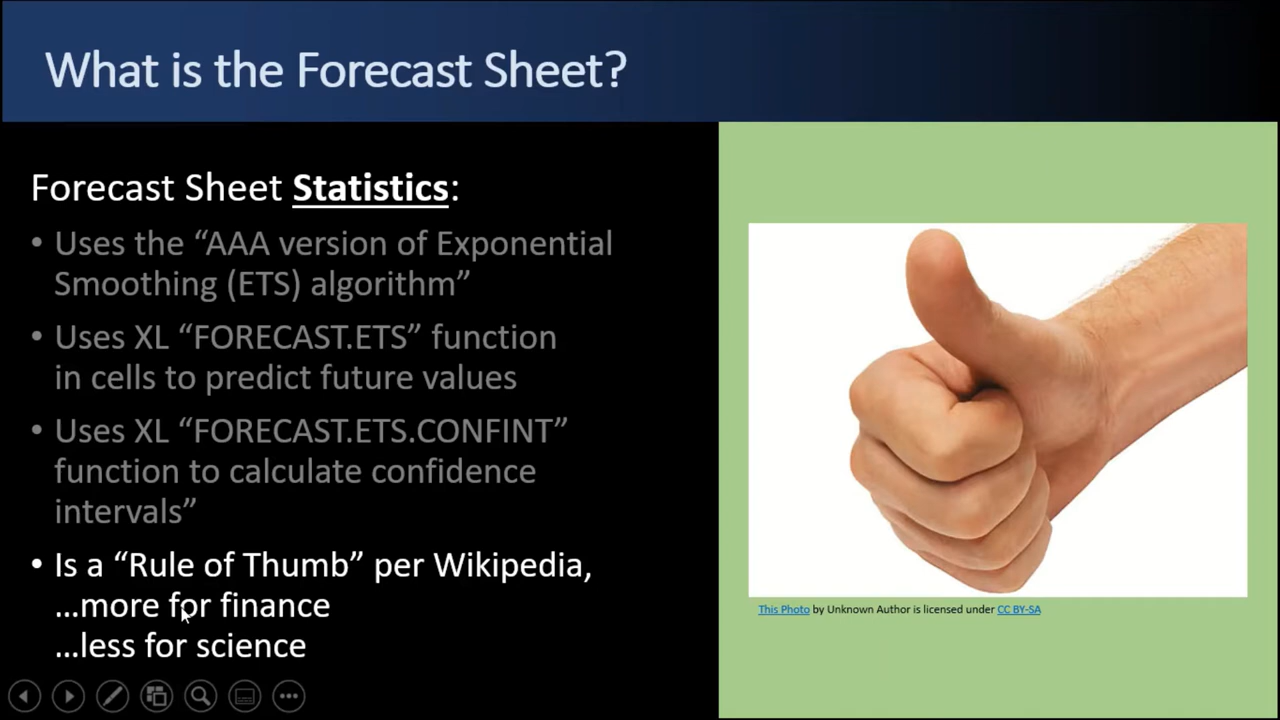 What is the Forecast Sheet?
Forecast Sheet Statistics:
• Uses the “AAA version of Exponential
Smoothing (ETS) algorithm”
• Uses XL “FORECAST.ETS” function
in cells to predict future values
• Uses XL “FORECAST.ETS.CONFINT”
function to calculate confidence
intervals”
• Is a “Rule of Thumb” per Wikipedia,
…more for finance
…less for science
This Photo by Unknown Author is licensed under CC BY-SA